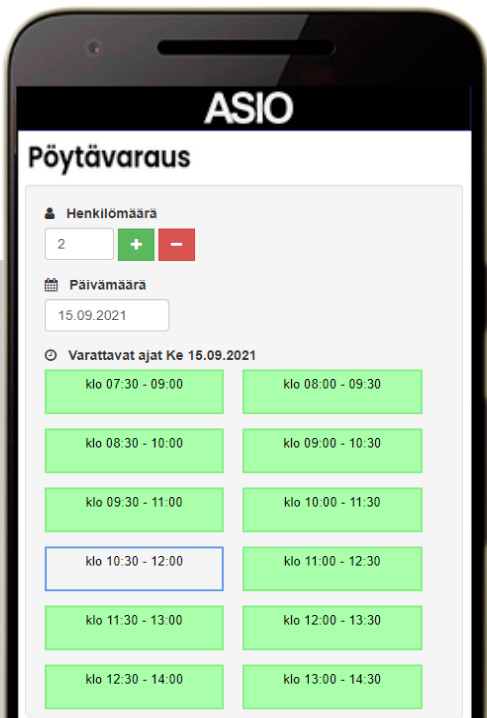 ASIO
Pöytävaraus
Henkilömäärä
2
Päivämäärä
15.09.2021
Varattavat ajat Ke 15.09.2021
klo 07:30 - 09:00 klo 08:00 - 09:30
klo 08:30 - 10:00 klo 09:00 - 10:30
klo 09:30 - 11:00 klo 10:00 - 11:30
klo 10:30 - 12:00 klo 11:00 - 12:30
klo 11:30 - 13:00 klo 12:00 - 13:30
klo 12:30 - 14:00 klo 13:00 - 14:30